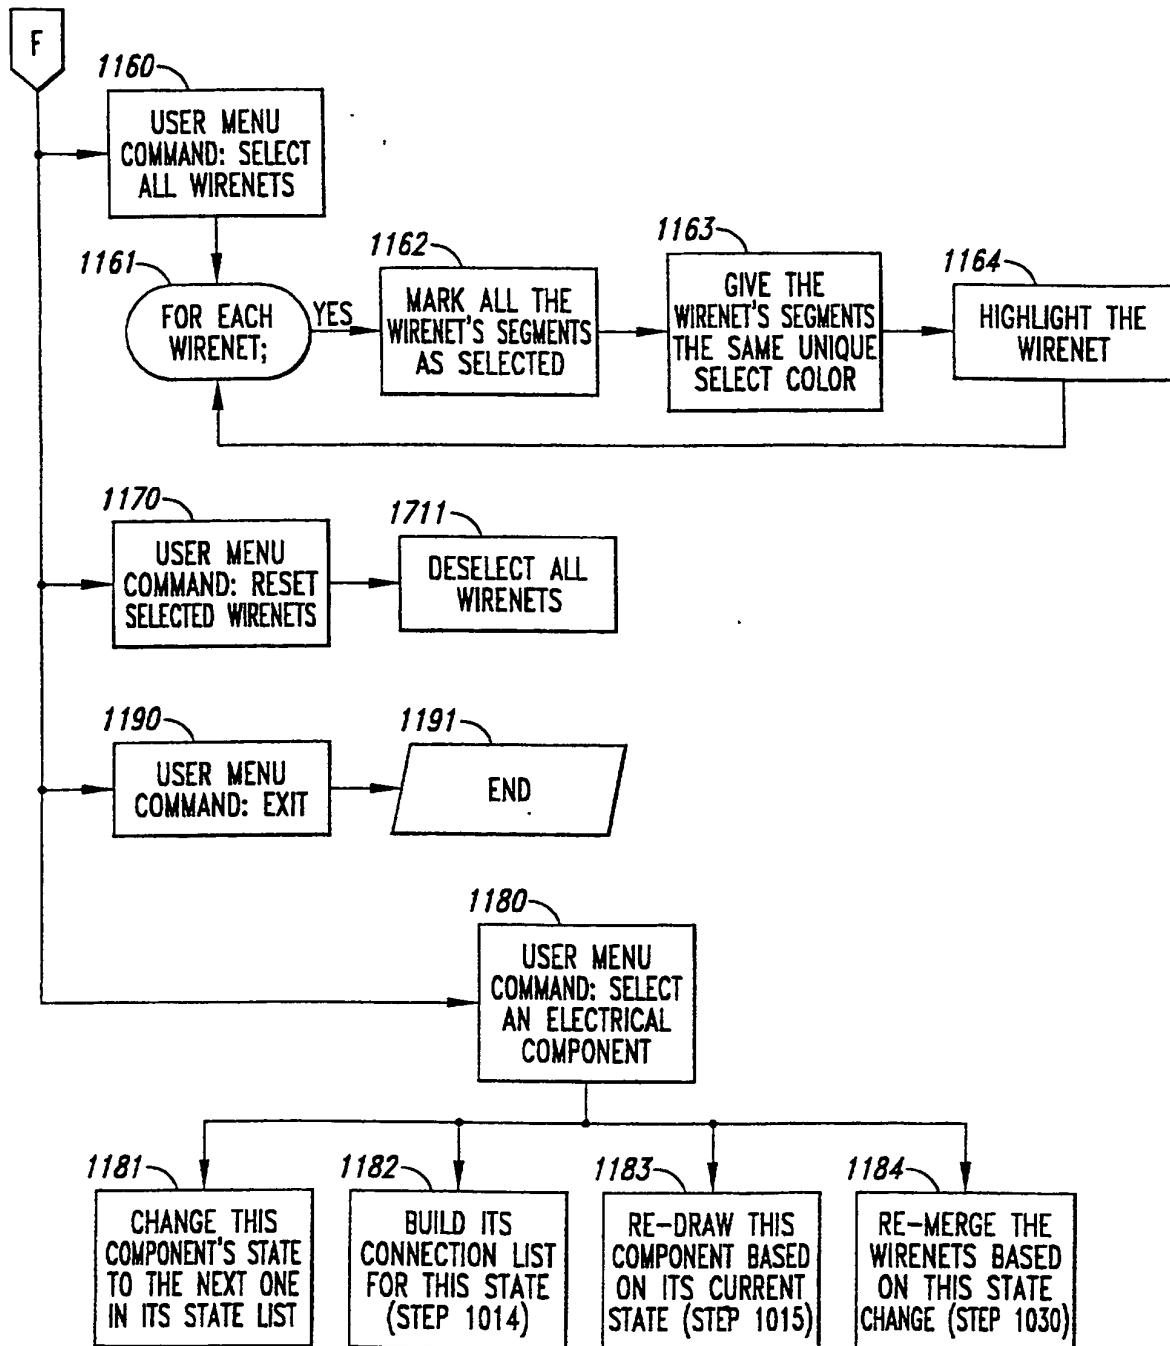 F
1160
USER MENU
COMMAND: SELECT
ALL WIRENETS
1161
FOR EACH
WIRENET;
YES
1162
MARK ALL THE
WIRENET'S SEGMENTS
AS SELECTED
1163
GIVE THE
WIRENET'S SEGMENTS
THE SAME UNIQUE
SELECT COLOR
1164
HIGHLIGHT THE
WIRENET
1170
USER MENU
COMMAND: RESET
SELECTED WIRENETS
1711
DESELECT ALL
WIRENETS
1190
USER MENU
COMMAND: EXIT
1191
END
1180
USER MENU
COMMAND: SELECT
AN ELECTRICAL
COMPONENT
1181
CHANGE THIS
COMPONENT'S STATE
TO THE NEXT ONE
IN ITS STATE LIST
1182
BUILD ITS
CONNECTION LIST
FOR THIS STATE
(STEP 1014)
1183
RE-DRAW THIS
COMPONENT BASED
ON ITS CURRENT
STATE (STEP 1015)
1184
RE-MERGE THE
WIRENETS BASED
ON THIS STATE
CHANGE (STEP 1030)